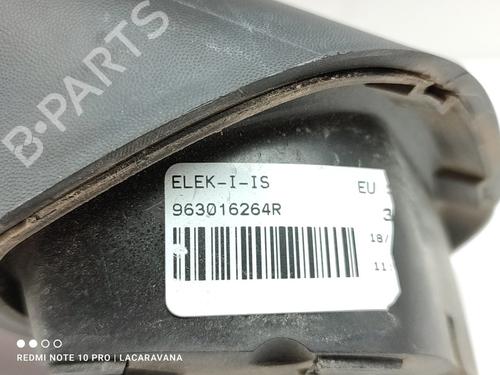 B-PARTS
ELEK-I-IS EU
963016264R 3
18/
11
REDMI NOTE 10 PRO | LACARAVANA